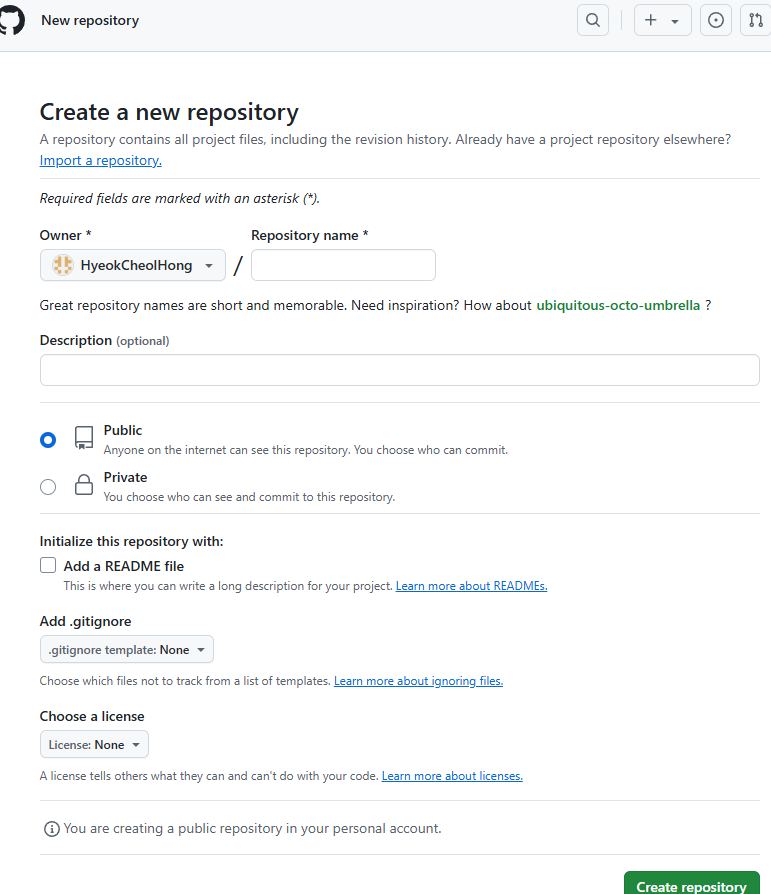 New repository
Create a new repository
A repository contains all project files, including the revision history. Already have a project repository elsewhere?
Import a repository.
Required fields are marked with an asterisk (*).
Owner * Repository name *
HyeokCheolHong /
Great repository names are short and memorable. Need inspiration? How about ubiquitous-octo-umbrella ?
Description (optional)
Public
Anyone on the internet can see this repository. You choose who can commit.
Private
You choose who can see and commit to this repository.
Initialize this repository with:
Add a README file
This is where you can write a long description for your project. Learn more about READMEs.
Add .gitignore
.gitignore template: None
Choose which files not to track from a list of templates. Learn more about ignoring files.
Choose a license
License: None
A license tells others what they can and can't do with your code. Learn more about licenses.
You are creating a public repository in your personal account.
Create repository